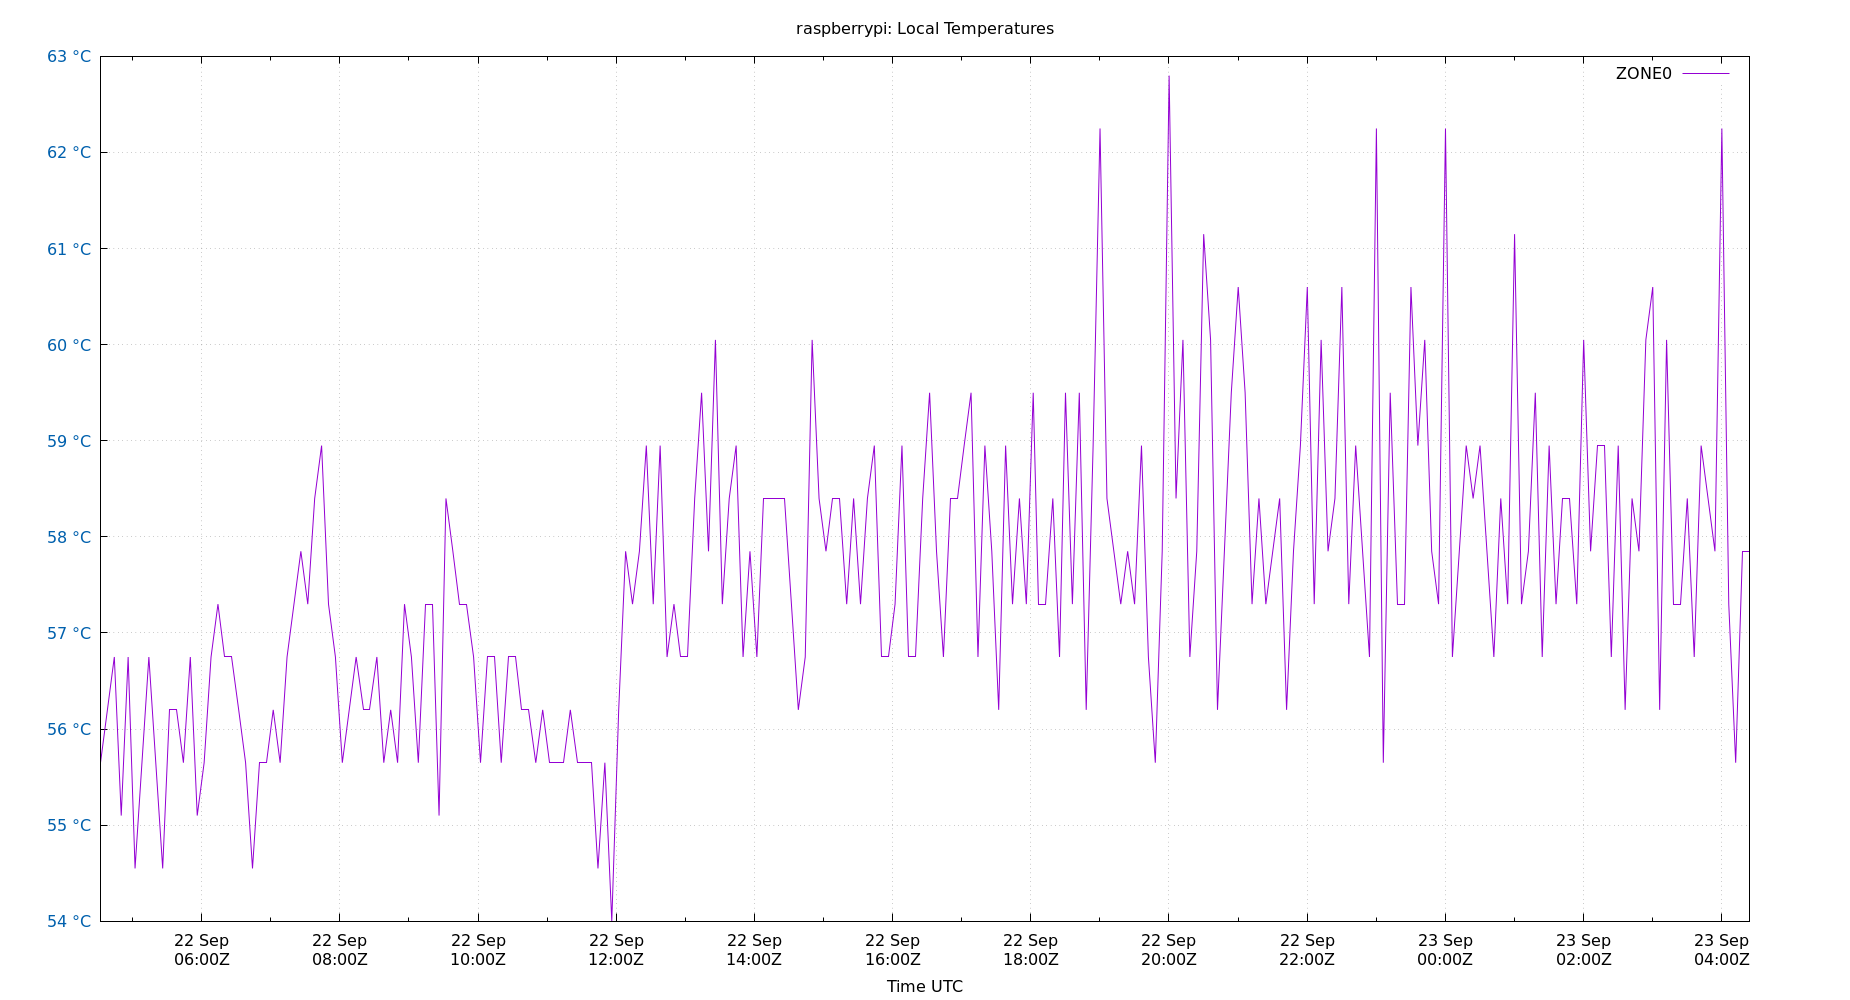 raspberrypi: Local Temperatures
63 °C
ZONE0
62 °C
61 °C
60 °C
59 °C
58 °C
57 °C
56 °C
55 °C
54 °C
22 Sep 22 Sep 22 Sep 22 Sep 22 Sep 22 Sep 22 Sep 22 Sep 22 Sep 23 Sep 23 Sep 23 Sep
06:00Z 08:00Z 10:00Z 12:00Z 14:00Z 16:00Z 18:00Z 20:00Z 22:00Z 00:00Z 02:00Z 04:00Z
Time UTC